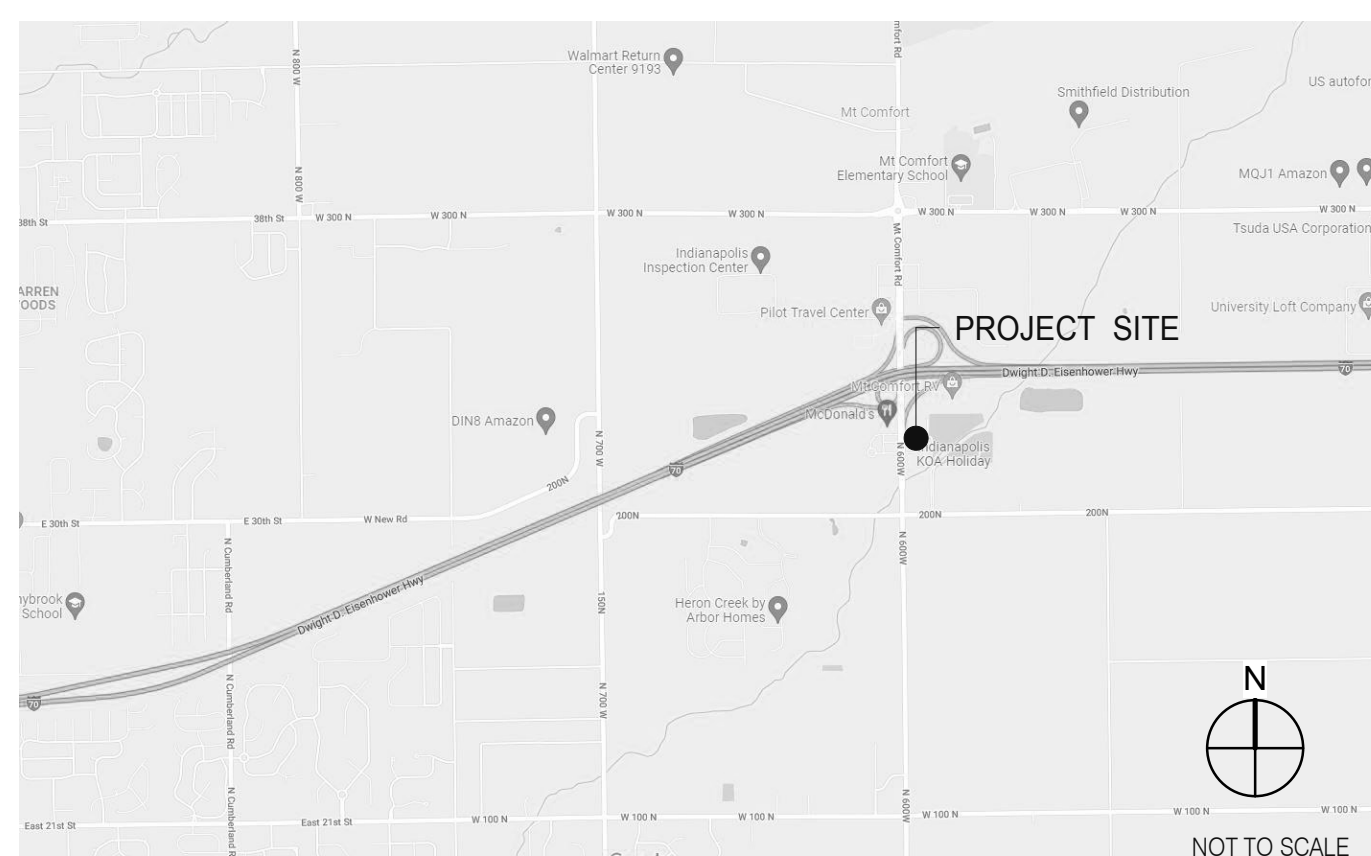 N 800 W
Walmart Return
Center 9193
mfort Rd
Smithfield Distribution
US autofor
Mt Comfort
Mt Comfort
Elementary School
N 800 W
MQJ1 Amazon
38th St
38th St
W 300 N
W 300 N
W 300 N
W 300 N
W 300 N
W 300 N
W 300 N
W 300 N
Tsuda USA Corporation
Mt Comfort Rd
Indianapolis
Inspection Center
ARREN
OODS
Pilot Travel Center
University Loft Company
PROJECT SITE
Dwight D. Eisenhower Hwy
70
Mt Comfort RV
McDonald's
DIN8 Amazon
N 700 W
N 600W
Indianapolis
KOA Holiday
70
200N
E 30th St
E 30th St
W New Rd
200N
200N
200N
N Cumberland Rd
N 600W
Dwight D. Eisenhower Hwy
150N
nybrook
School
Heron Creek by
Arbor Homes
N
70
N Cumberland Rd
N 700 W
N 600W
N Cumberland R
East 21st St
East 21st St
W 100 N
W 100 N
W 100 N
W 100 N
W 100 N
W 100 N
NOT TO SCALE